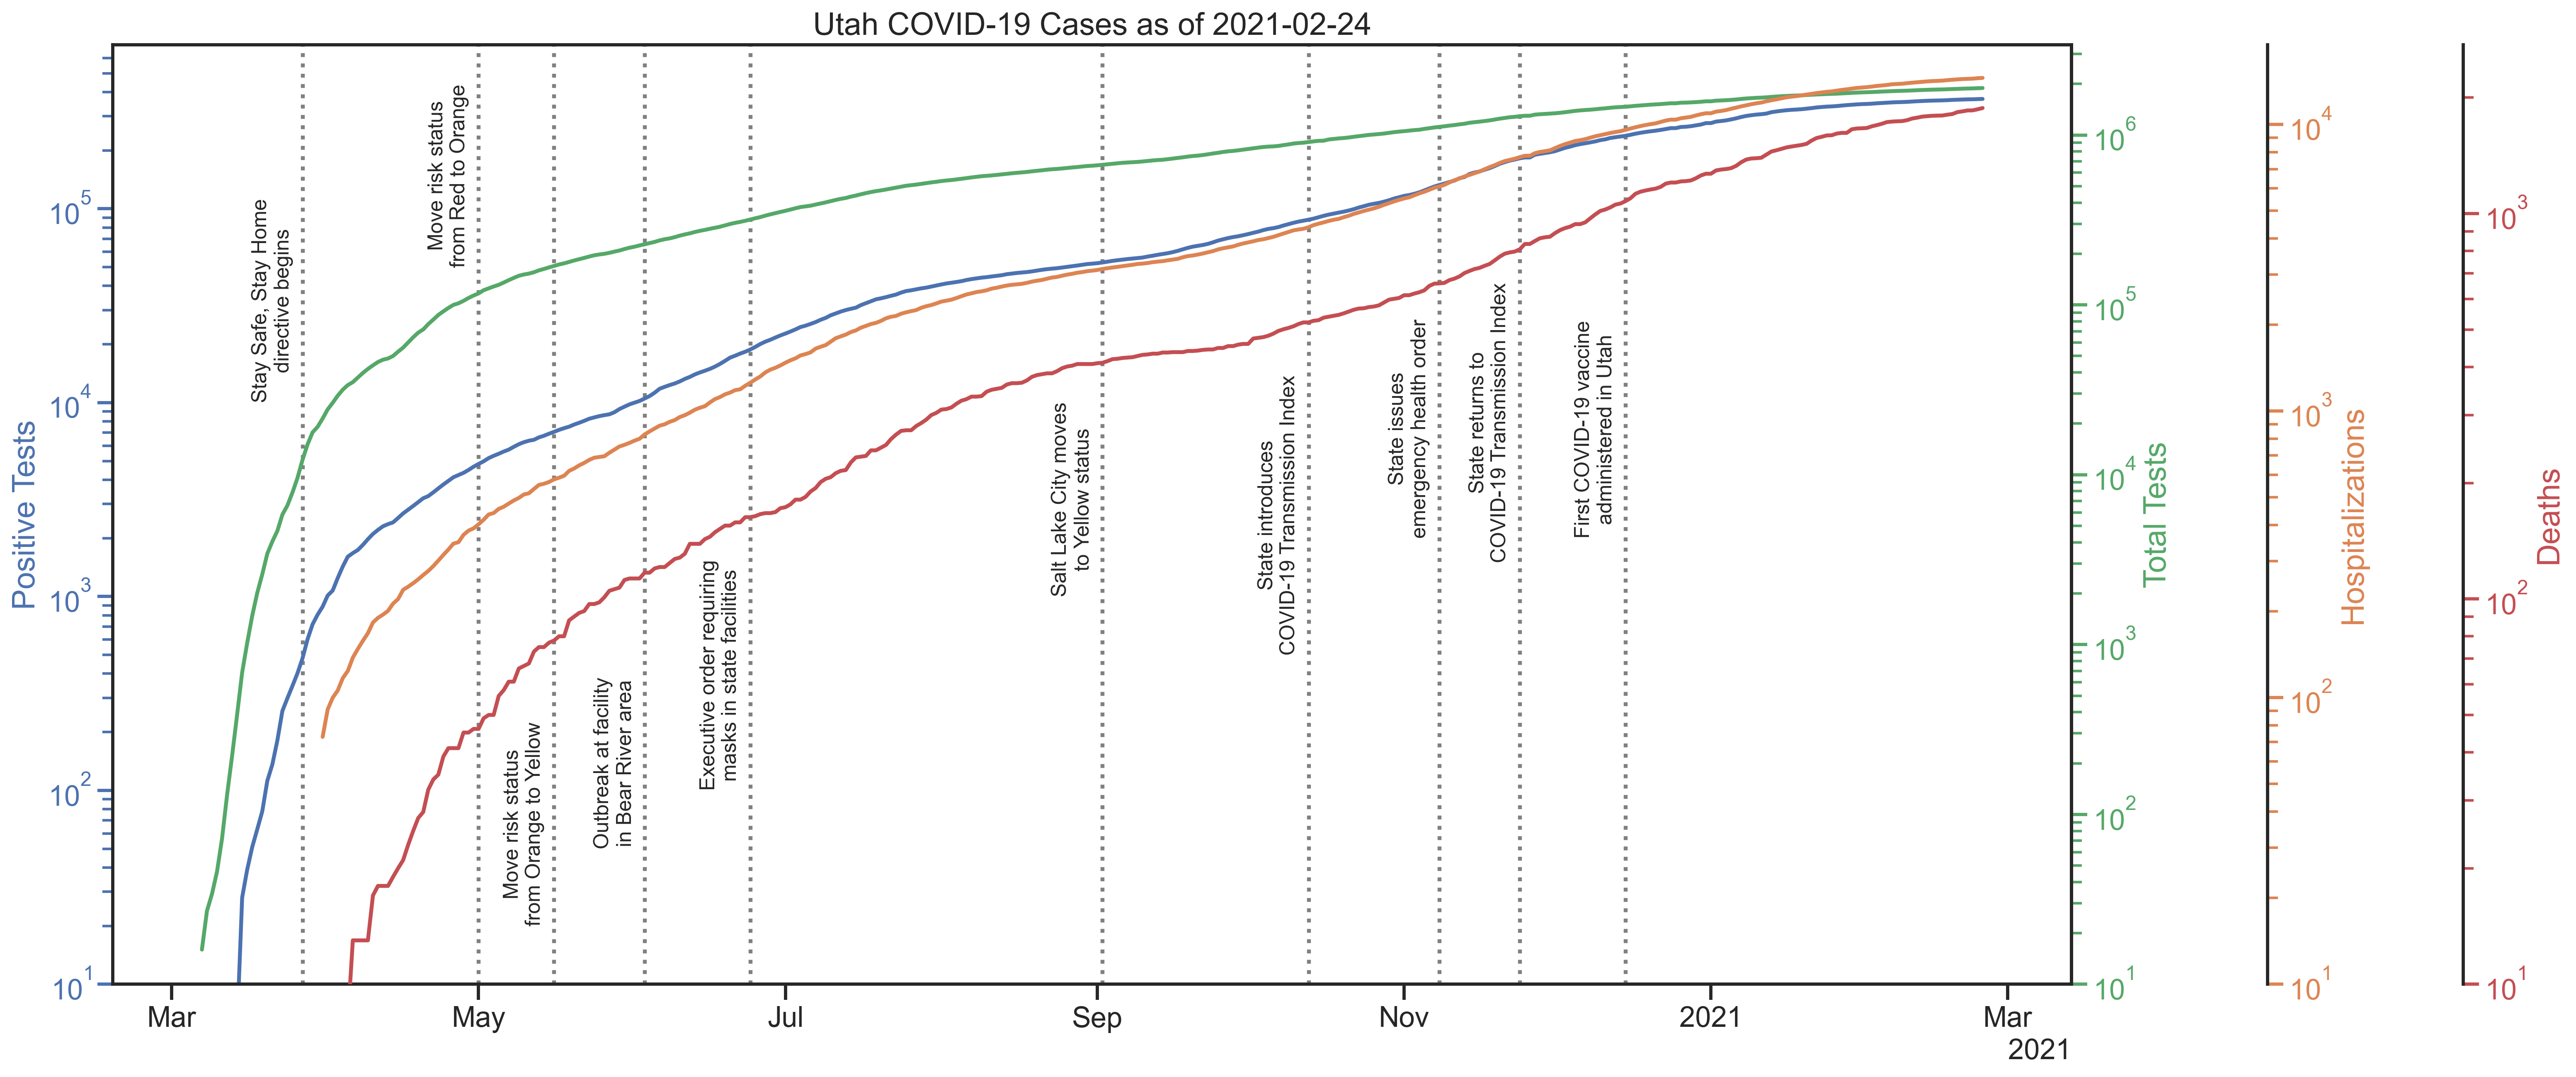 Utah COVID-19 Cases as of 2021-02-24
Positive Tests
10^5
10^4
10^3
10^2
10^1
Stay Safe, Stay Home
directive begins
Move risk status
from Red to Orange
Move risk status
from Orange to Yellow
Outbreak at facility
in Bear River area
Executive order requiring
masks in state facilities
Salt Lake City moves
to Yellow status
State introduces
COVID-19 Transmission Index
State issues
emergency health order
State returns to
COVID-19 Transmission Index
First COVID-19 vaccine
administered in Utah
10^6
10^5
10^4
10^3
10^2
10^1
Total Tests
10^4
10^3
10^2
10^1
Hospitalizations
10^3
10^2
10^1
Deaths
Mar
May
Jul
Sep
Nov
2021
Mar
2021